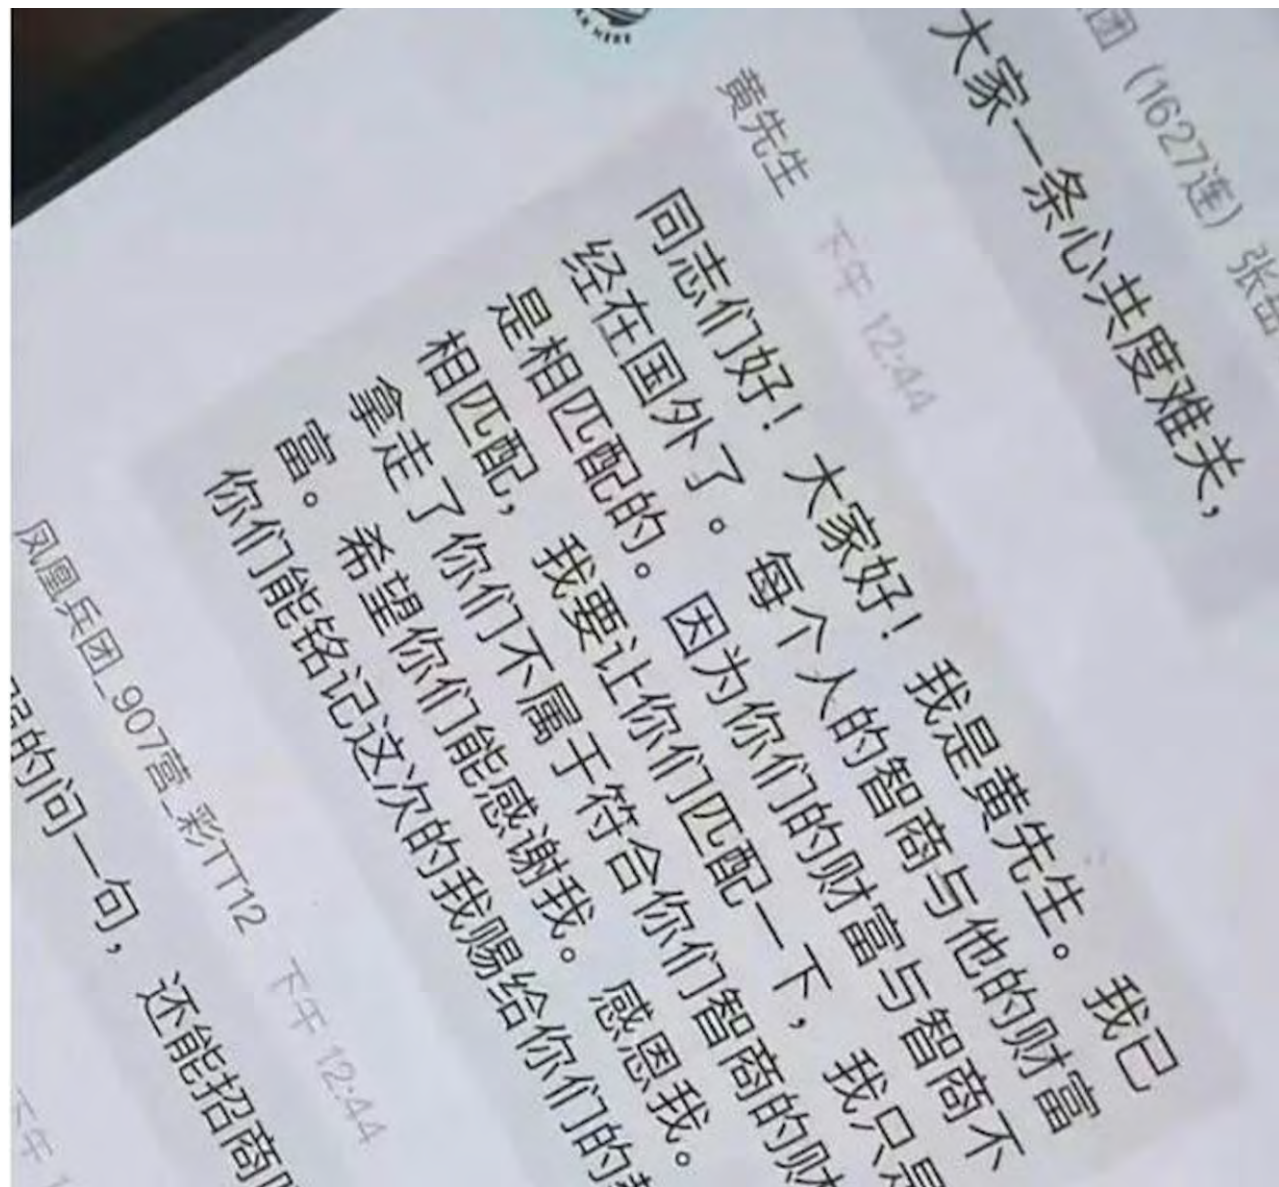 团（1627连）张岳
大家一条心共度难关，
黄先生 下午 12:44
同志们好！大家好！我是黄先生。我已
经在国外了。每个人的智商与他的财富
是相匹配的。因为你们的财富与智商不
相匹配，我要让你们匹配一下，我只是
拿走了你们不属于符合你们智商的财
富。希望你们能感谢我。感恩我。
你们能铭记这次的我赐给你们的
凤凰兵团_907营_彩TT12 下午 12:44
的问一句，还能招商
下午
HERE